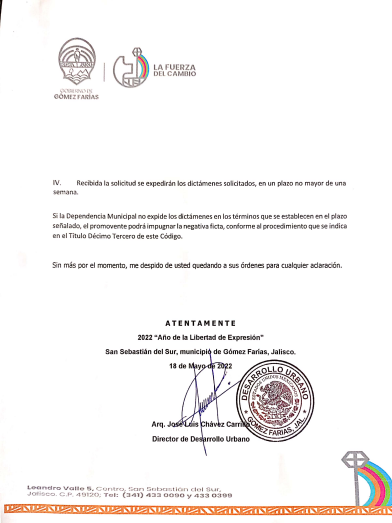 GOBIERNO DE
GÓMEZ FARÍAS
LA FUERZA
DEL CAMBIO
IV. Recibida la solicitud se expedirán los dictámenes solicitados, en un plazo no mayor de una
semana.
Si la Dependencia Municipal no expide los dictámenes en los términos que se establecen en el plazo
señalado, el promovente podrá impugnar la negativa ficta, conforme al procedimiento que se indica
en el Título Décimo Tercero de este Código.
Sin más por el momento, me despido de usted quedando a sus órdenes para cualquier aclaración.
ATENTAMENTE
2022 “Año de la Libertad de Expresión”
San Sebastián del Sur, municipio de Gómez Farías, Jalisco.
18 de Mayo de 2022
DESARROLLO URBANO
GÓMEZ FARÍAS, JAL.
Arq. José Luis Chávez Carrillo
Director de Desarrollo Urbano
Leandro Valle 5, Centro, San Sebastián del Sur,
Jalisco. C.P. 49120; Tel: (341) 433 0090 y 433 0399